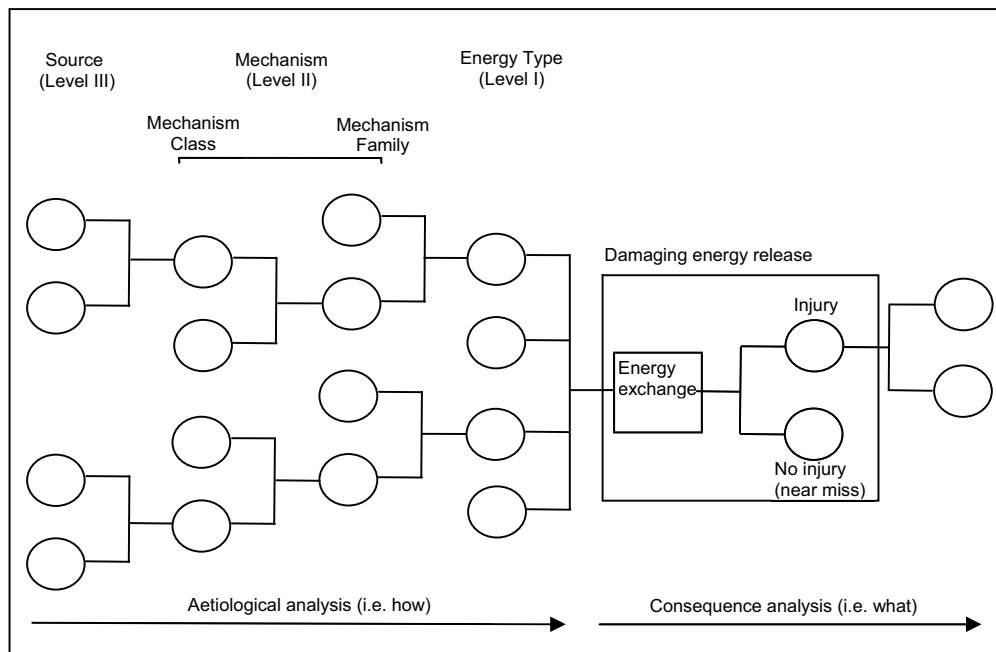 Source
(Level III)
Mechanism
(Level II)
Energy Type
(Level I)
Mechanism
Class
Mechanism
Family
Damaging energy release
Injury
Energy
exchange
No injury
(near miss)
Aetiological analysis (i.e. how)
Consequence analysis (i.e. what)